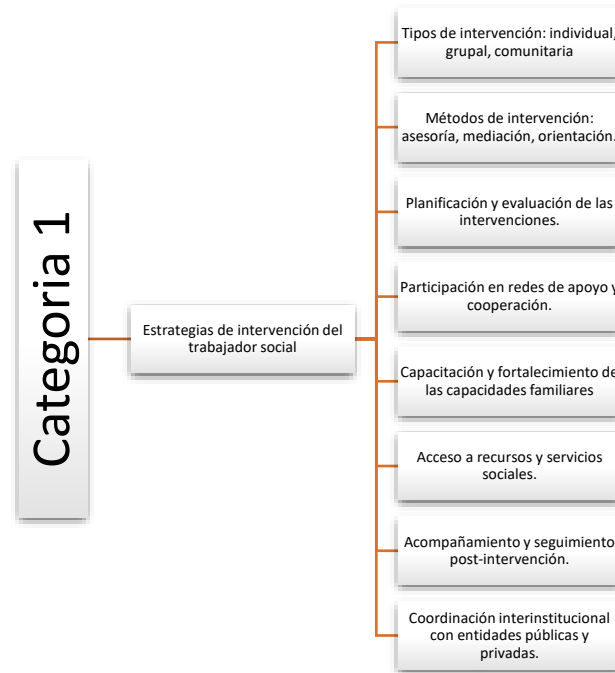 Categoria 1
Estrategias de intervención del
trabajador social
Tipos de intervención: individual,
grupal, comunitaria
Métodos de intervención:
asesoría, mediación, orientación.
Planificación y evaluación de las
intervenciones.
Participación en redes de apoyo y
cooperación.
Capacitación y fortalecimiento de
las capacidades familiares
Acceso a recursos y servicios
sociales.
Acompañamiento y seguimiento
post-intervención.
Coordinación interinstitucional
con entidades públicas y
privadas.